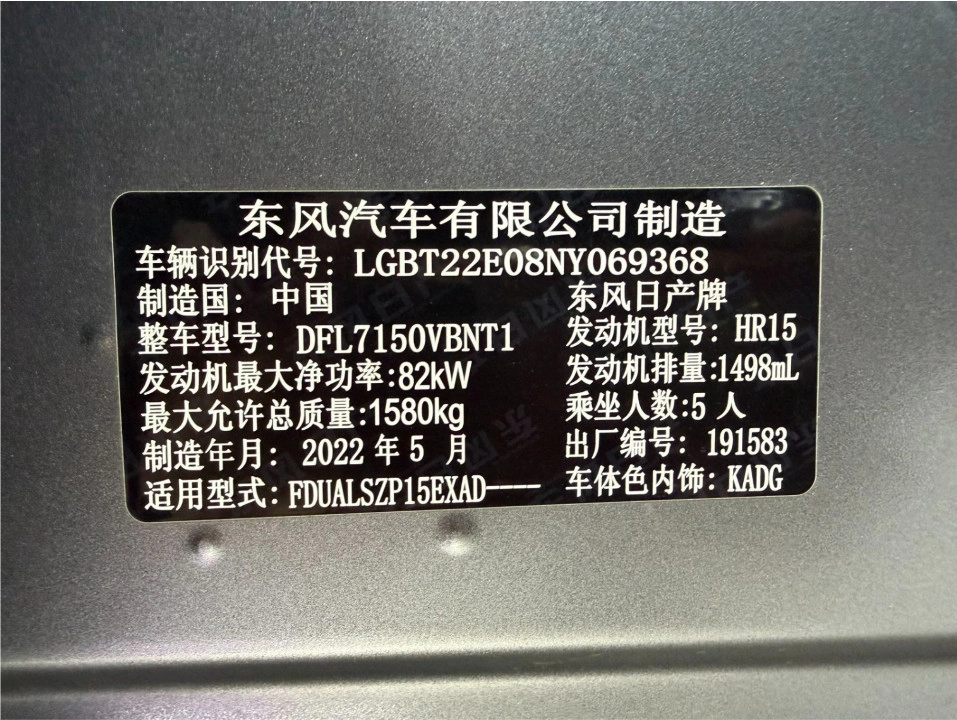 东风汽车有限公司制造
车辆识别代号: LGBT22E08NY069368
制造国: 中国 东风日产牌
整车型号: DFL7150VBNT1 发动机型号: HR15
发动机最大净功率:82kW 发动机排量:1498mL
最大允许总质量:1580kg 乘坐人数:5 人
制造年月: 2022 年 5 月 出厂编号: 191583
适用型式: FDUALSZP15EXAD---- 车体色内饰: KADG